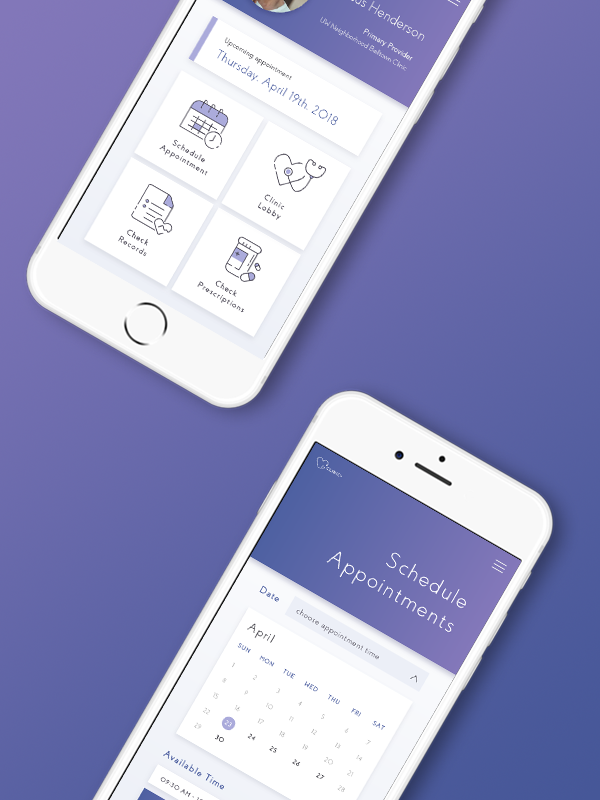 Henderson
Primary Provider
UW Neighborhood Belltown Clinic
Upcoming appointment
Thursday, April 19th, 2018
Schedule
Appointment
Clinic
Lobby
Check
Records
Check
Prescriptions
Schedule
Appointments
Date
choose appointment time
April
SUN MON TUE WED THU FRI SAT
1 2 3 4 5 6 7
8 9 10 11 12 13 14
15 16 17 18 19 20 21
22 23 24 25 26 27 28
29 30
Available Time
09:30 AM